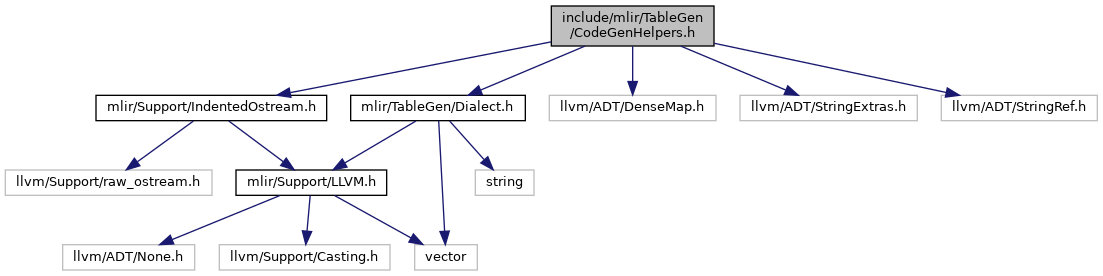 include/mlir/TableGen
/CodeGenHelpers.h
mlir/Support/IndentedOstream.h
mlir/TableGen/Dialect.h
llvm/ADT/DenseMap.h
llvm/ADT/StringExtras.h
llvm/ADT/StringRef.h
llvm/Support/raw_ostream.h
mlir/Support/LLVM.h
string
llvm/ADT/None.h
llvm/Support/Casting.h
vector